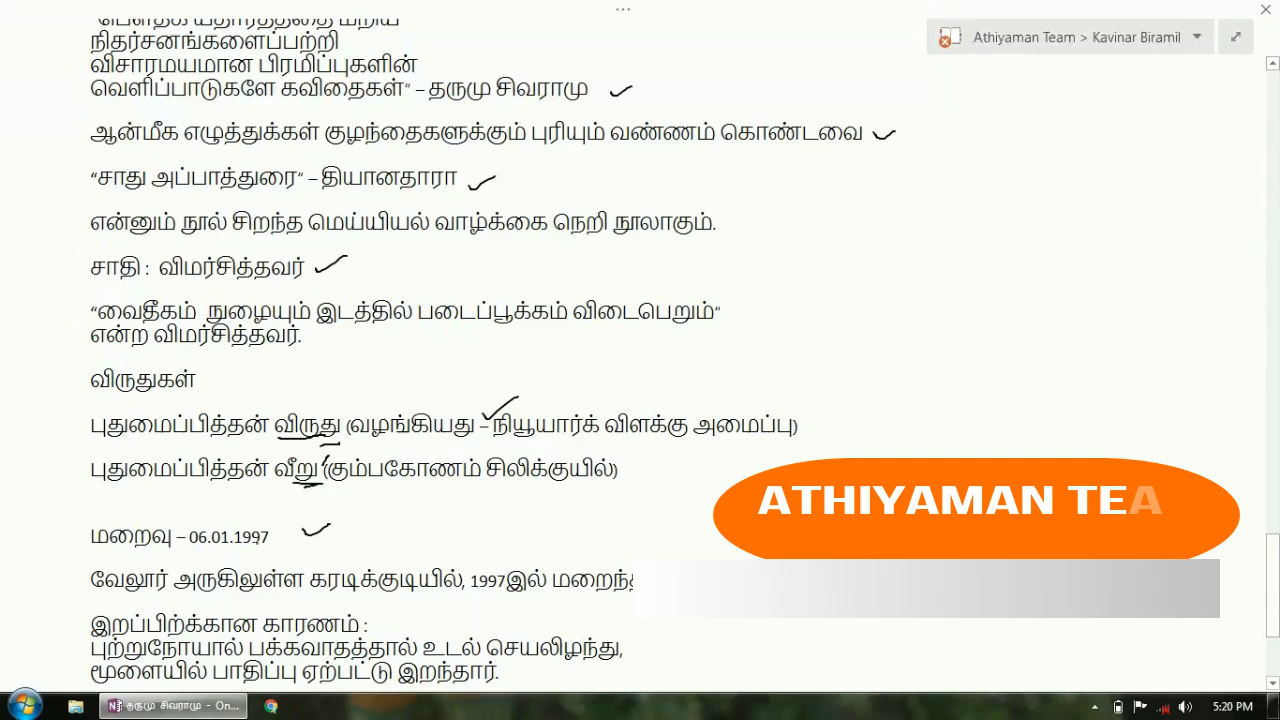 ...
Athiyaman Team > Kavinar Biramil
நிதர்சனங்களைப்பற்றி
விசாரமயமான பிரமிப்புகளின்
வெளிப்பாடுகளே கவிதைகள்“ – தருமு சிவராமு
ஆன்மீக எழுத்துக்கள் குழந்தைகளுக்கும் புரியும் வண்ணம் கொண்டவை
“சாது அப்பாத்துரை“ – தியானதாரா
என்னும் நூல் சிறந்த மெய்யியல் வாழ்க்கை நெறி நூலாகும்.
சாதி : விமர்சித்தவர்
“வைதீகம் நுழையும் இடத்தில் படைப்பூக்கம் விடைபெறும்“
என்ற விமர்சித்தவர்.
விருதுகள்
புதுமைப்பித்தன் விருது (வழங்கியது – நியூயார்க் விளக்கு அமைப்பு)
புதுமைப்பித்தன் வீறு (கும்பகோணம் சிலிக்குயில்)
ATHIYAMAN TEA
மறைவு – 06.01.1997
வேலூர் அருகிலுள்ள கரடிக்குடியில், 1997இல்
இறப்பிற்க்கான காரணம் :
புற்றுநோயால் பக்கவாதத்தால் உடல் செயலிழந்து,
மூளையில் பாதிப்பு ஏற்பட்டு இறந்தார்.
தருமு சிவராமு - On...
5:20 PM